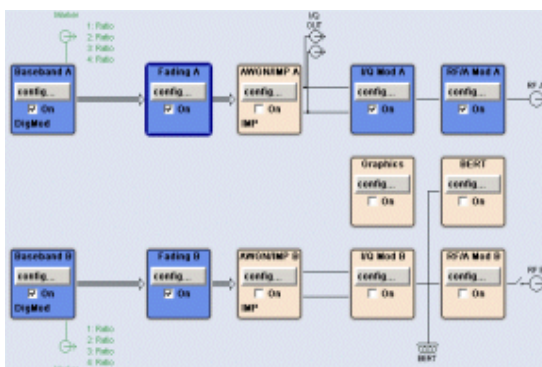 Marker
1: Ratio
2: Ratio
3: Ratio
4: Ratio
I/Q
OUT
Baseband A
config...
On
DigMod
Fading A
config...
On
AWGN/IMP A
config...
On
IMP
I/Q Mod A
config...
On
RF/A Mod A
config...
On
RF A
Graphics
config...
On
BERT
config...
On
Baseband B
config...
On
DigMod
Fading B
config...
On
AWGN/IMP B
config...
On
IMP
I/Q Mod B
config...
On
RF/A Mod B
config...
On
RF B
1: Ratio
2: Ratio
3: Ratio
4: Ratio
BERT